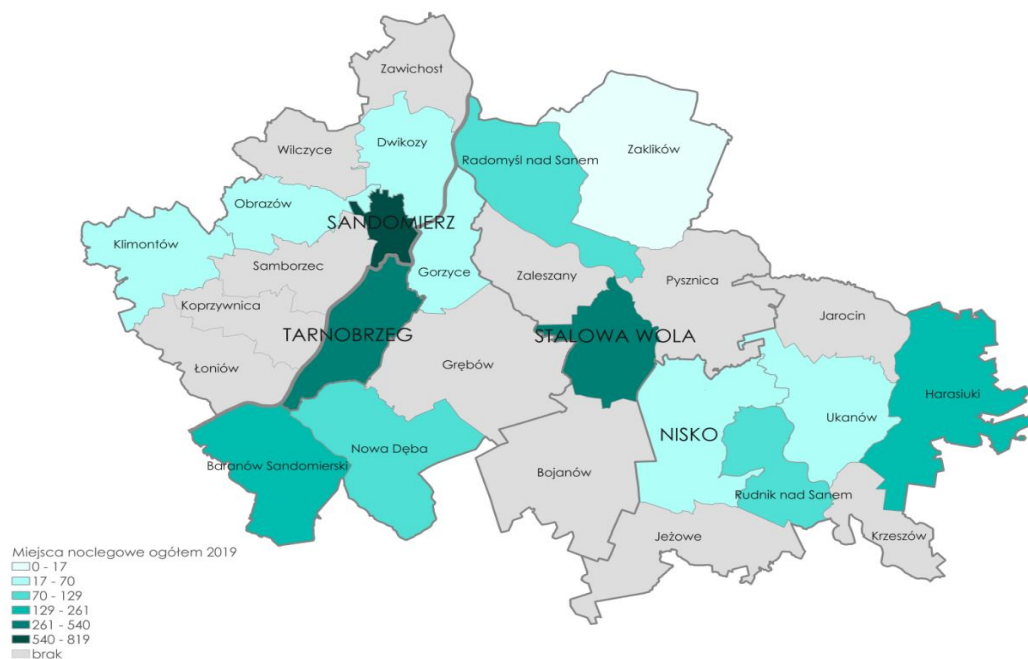 Zawichost
Dwikozy
Wilczyce
Radomyśl nad Sanem
Zaklików
Obrazów
SANDOMIERZ
Klimontów
Samborzec
Gorzyce
Zaleszany
Pysznica
Koprzywnica
Jarocin
TARNOBRZEG
STALOWA WOLA
Łoniów
Grębów
Harasiuki
Ukanów
NISKO
Nowa Dęba
Baranów Sandomierski
Bojanów
Rudnik nad Sanem
Jeżowe
Krzeszów
Miejsca noclegowe ogółem 2019
0 - 17
17 - 70
70 - 129
129 - 261
261 - 540
540 - 819
brak